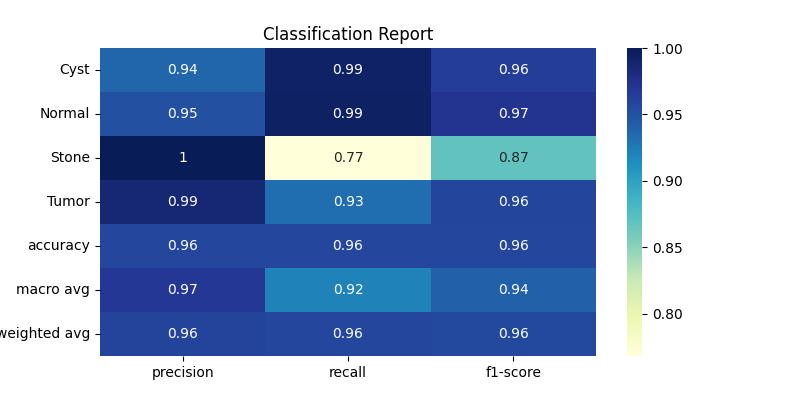 Classification Report
Cyst 0.94 0.99 0.96
Normal 0.95 0.99 0.97
Stone 1 0.77 0.87
Tumor 0.99 0.93 0.96
accuracy 0.96 0.96 0.96
macro avg 0.97 0.92 0.94
weighted avg 0.96 0.96 0.96
precision recall f1-score
1.00
0.95
0.90
0.85
0.80